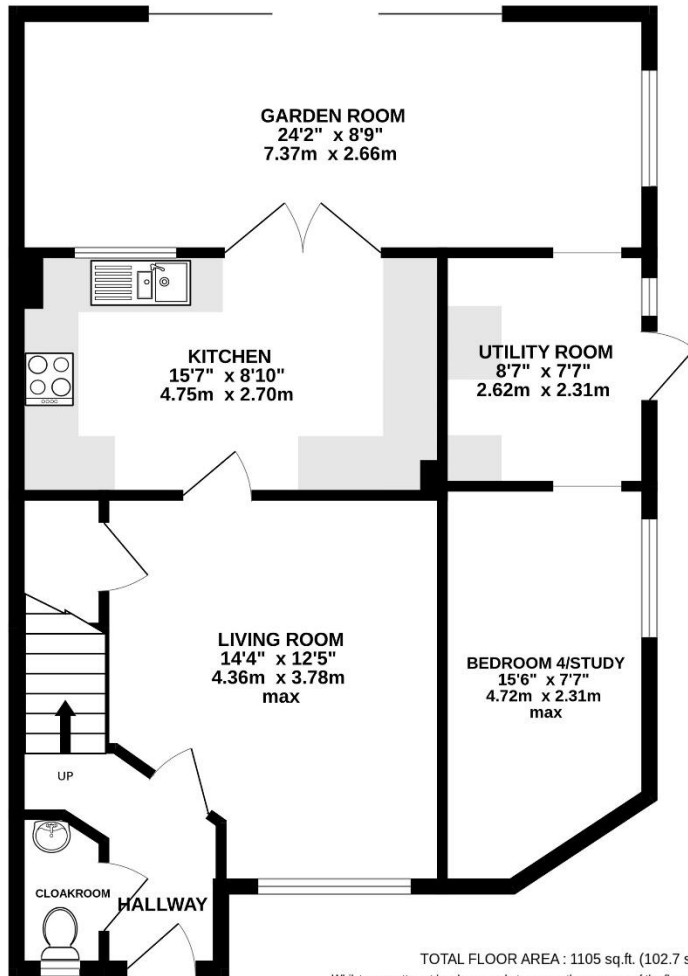 GARDEN ROOM
24'2" x 8'9"
7.37m x 2.66m
KITCHEN
15'7" x 8'10"
4.75m x 2.70m
UTILITY ROOM
8'7" x 7'7"
2.62m x 2.31m
LIVING ROOM
14'4" x 12'5"
4.36m x 3.78m
max
BEDROOM 4/STUDY
15'6" x 7'7"
4.72m x 2.31m
max
UP
CLOAKROOM
HALLWAY
TOTAL FLOOR AREA : 1105 sq.ft. (102.7 s